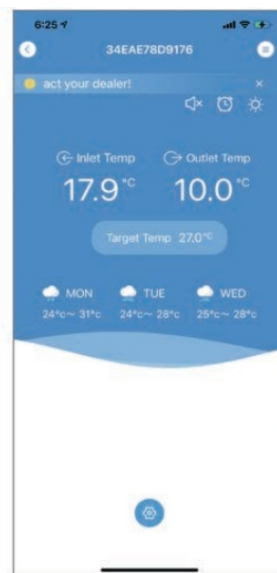 6:25
34EAE78D9176
act your dealer!
Inlet Temp
Outlet Temp
17.9 °C
10.0 °C
Target Temp 27.0 °C
MON
TUE
WED
24°c～ 31°c
24°c～ 28°c
25°c～ 28°c